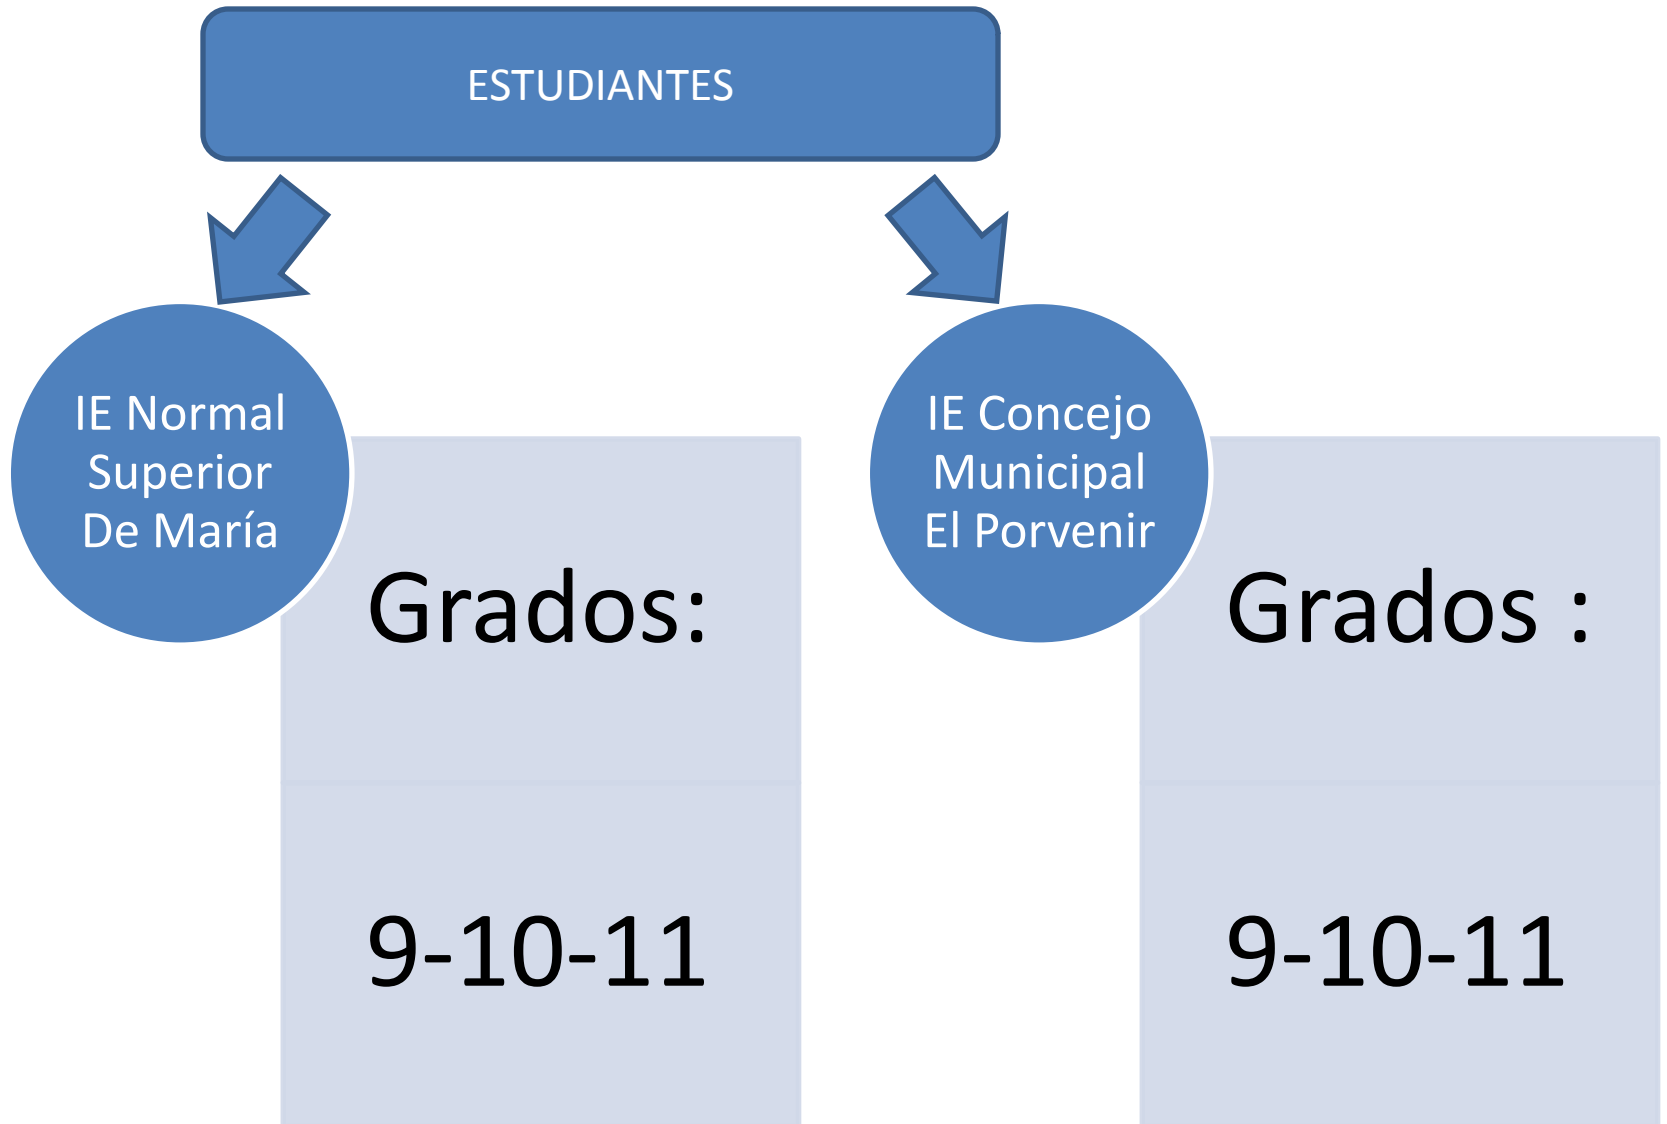 ESTUDIANTES
IE Normal
Superior
De María
Grados:
9-10-11
IE Concejo
Municipal
El Porvenir
Grados :
9-10-11